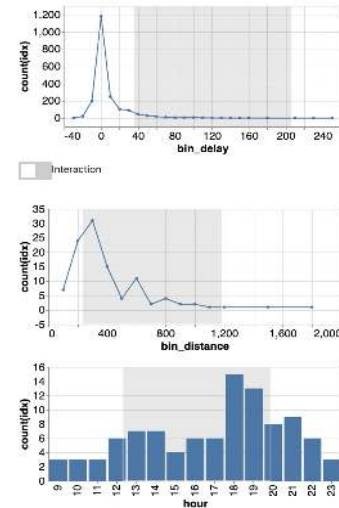 1,200
1,000
800
600
400
200
0
count(idx)
-40 0 40 80 120 160 200 240
bin_delay
Interaction
35
30
25
20
15
10
5
0
-5
count(idx)
0 400 800 1,200 1,600 2,000
bin_distance
16
14
12
10
8
6
4
2
0
count(idx)
9 10 11 12 13 14 15 16 17 18 19 20 21 22 23
hour